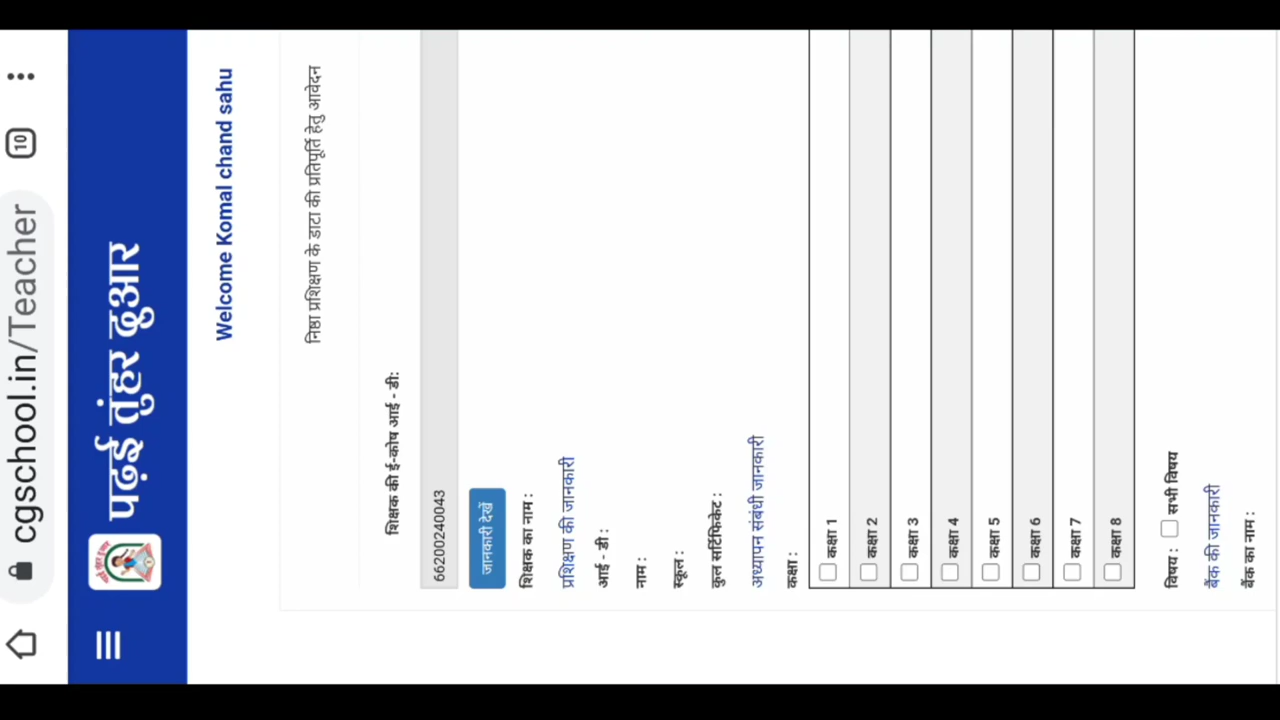 cgschool.in/Teacher
10
पढ़ई तुंहर दुआर
Welcome Komal chand sahu
निष्ठा प्रशिक्षण के डाटा की प्रतिपूर्ति हेतु आवेदन
शिक्षक की ई-कोष आई - डी:
66200240043
जानकारी देखें
शिक्षक का नाम :
प्रशिक्षण की जानकारी
आई - डी :
नाम :
स्कूल :
कुल सर्टिफिकेट :
अध्यापन संबंधी जानकारी
कक्षा :
कक्षा 1
कक्षा 2
कक्षा 3
कक्षा 4
कक्षा 5
कक्षा 6
कक्षा 7
कक्षा 8
विषय : सभी विषय
बैंक की जानकारी
बैंक का नाम :